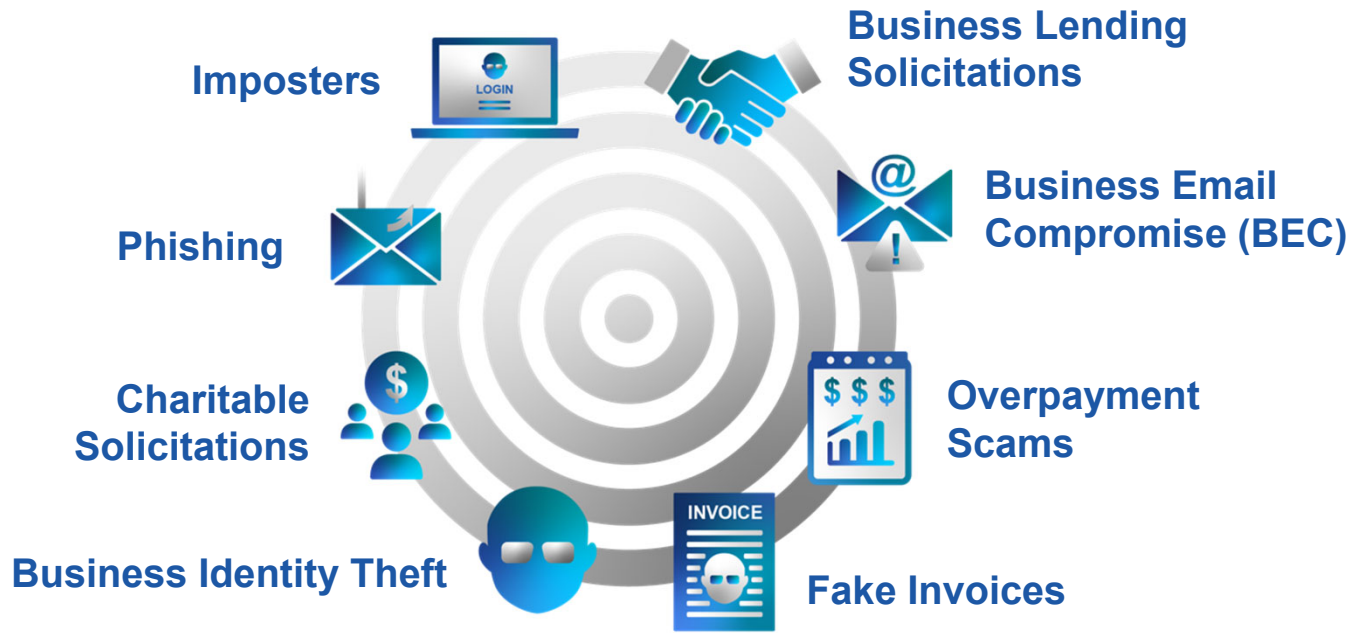 Business Lending
Solicitations
Imposters
LOGIN
@
Business Email
Compromise (BEC)
!
Phishing
$
Charitable
Solicitations
$ $ $
Overpayment
Scams
INVOICE
Business Identity Theft
Fake Invoices